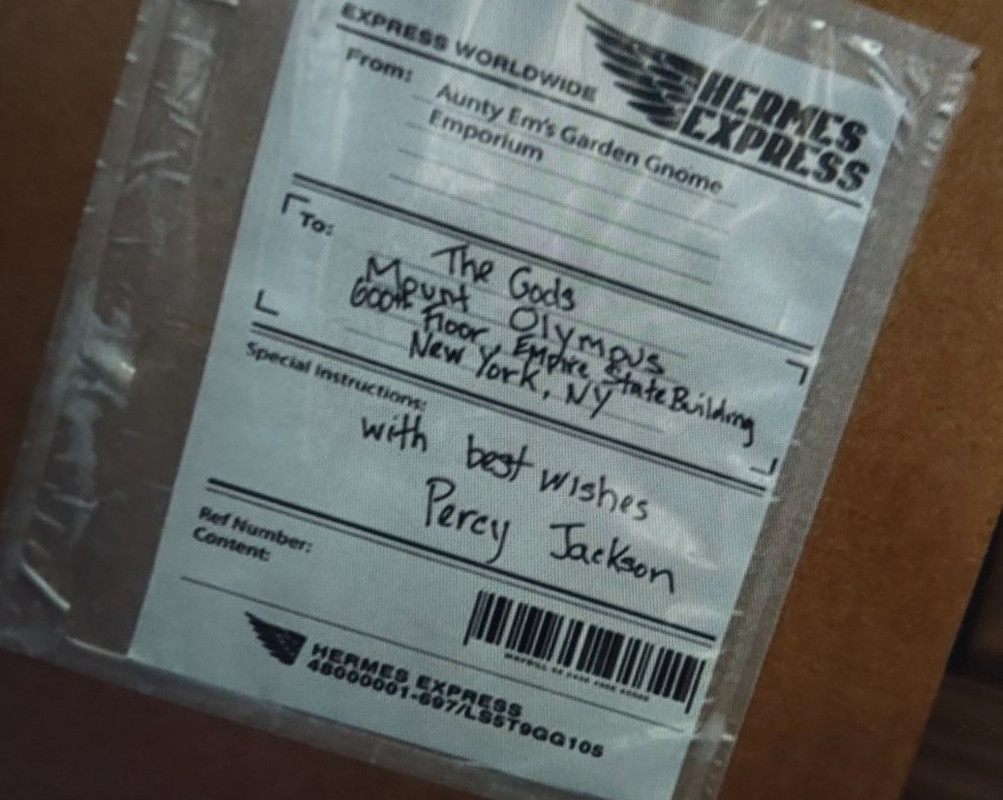 EXPRESS WORLDWIDE
HERMES
EXPRESS
From:
Aunty Em's Garden Gnome
Emporium
To:
The Gods
Mount Olympus
600th Floor, Empire State Building
New York, NY
Special Instructions:
with best wishes
Percy Jackson
Ref Number:
Content:
HERMES EXPRESS
48000001-697/LS5T9GG105